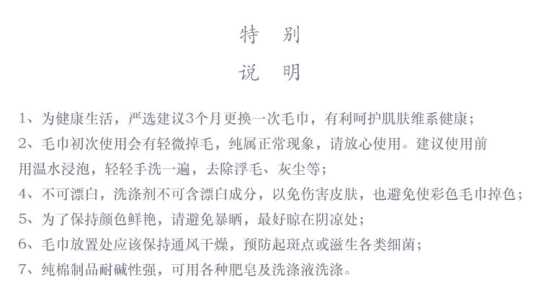 特 别
说 明
1、为健康生活，严选建议3个月更换一次毛巾，有利呵护肌肤维系健康；
2、毛巾初次使用会有轻微掉毛，纯属正常现象，请放心使用。建议使用前
用温水浸泡，轻轻手洗一遍，去除浮毛、灰尘等；
4、不可漂白，洗涤剂不可含漂白成分，以免伤害皮肤，也避免使彩色毛巾掉色；
5、为了保持颜色鲜艳，请避免暴晒，最好晾在阴凉处；
6、毛巾放置处应该保持通风干燥，预防起斑点或滋生各类细菌；
7、纯棉制品耐碱性强，可用各种肥皂及洗涤液洗涤。